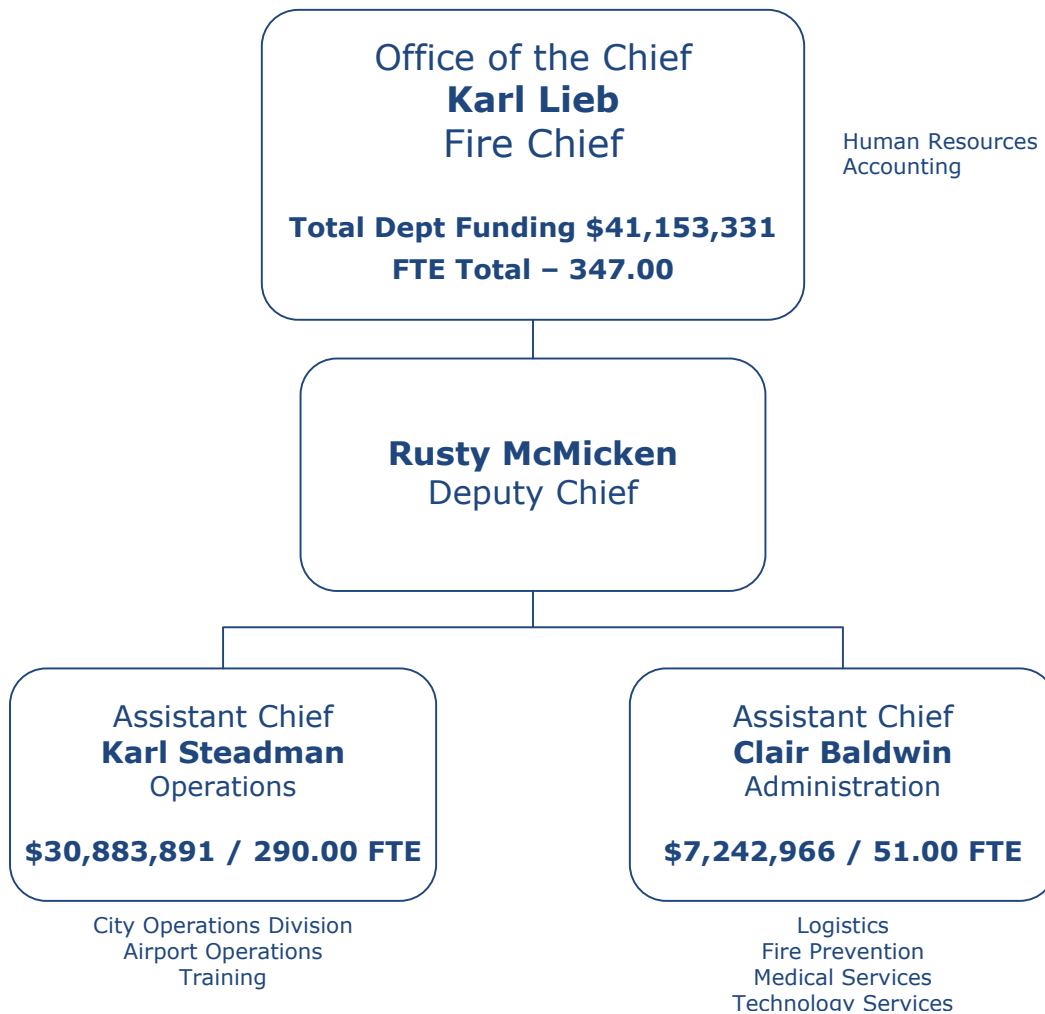 Office of the Chief
Karl Lieb
Fire Chief
Total Dept Funding $41,153,331
FTE Total – 347.00
Human Resources
Accounting
Rusty McMicken
Deputy Chief
Assistant Chief
Karl Steadman
Operations
$30,883,891 / 290.00 FTE
City Operations Division
Airport Operations
Training
Assistant Chief
Clair Baldwin
Administration
$7,242,966 / 51.00 FTE
Logistics
Fire Prevention
Medical Services
Technology Services